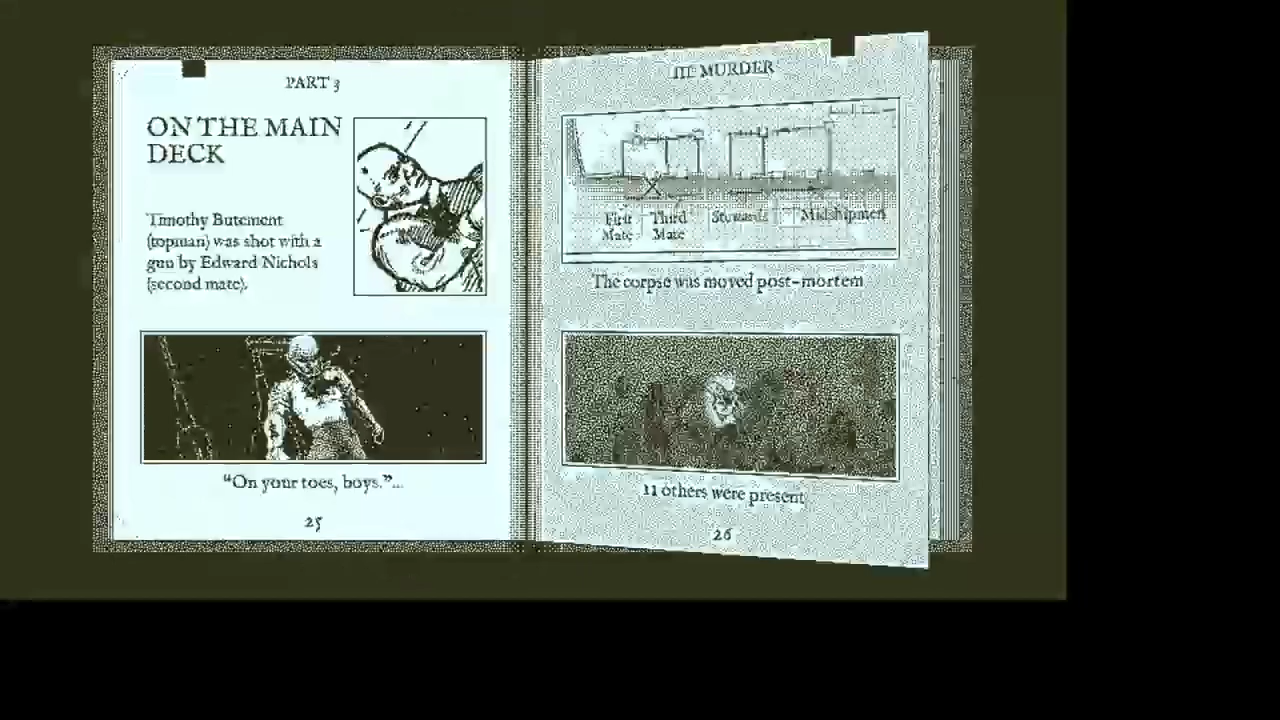 PART 3
ON THE MAIN
DECK
Timothy Butement
(topman) was shot with a
gun by Edward Nichols
(second mate).
"On your toes, boys."...
25
III: MURDER
First
Mate
Third
Mate
Stewards
Midshipmen
The corpse was moved post-mortem
11 others were present
26